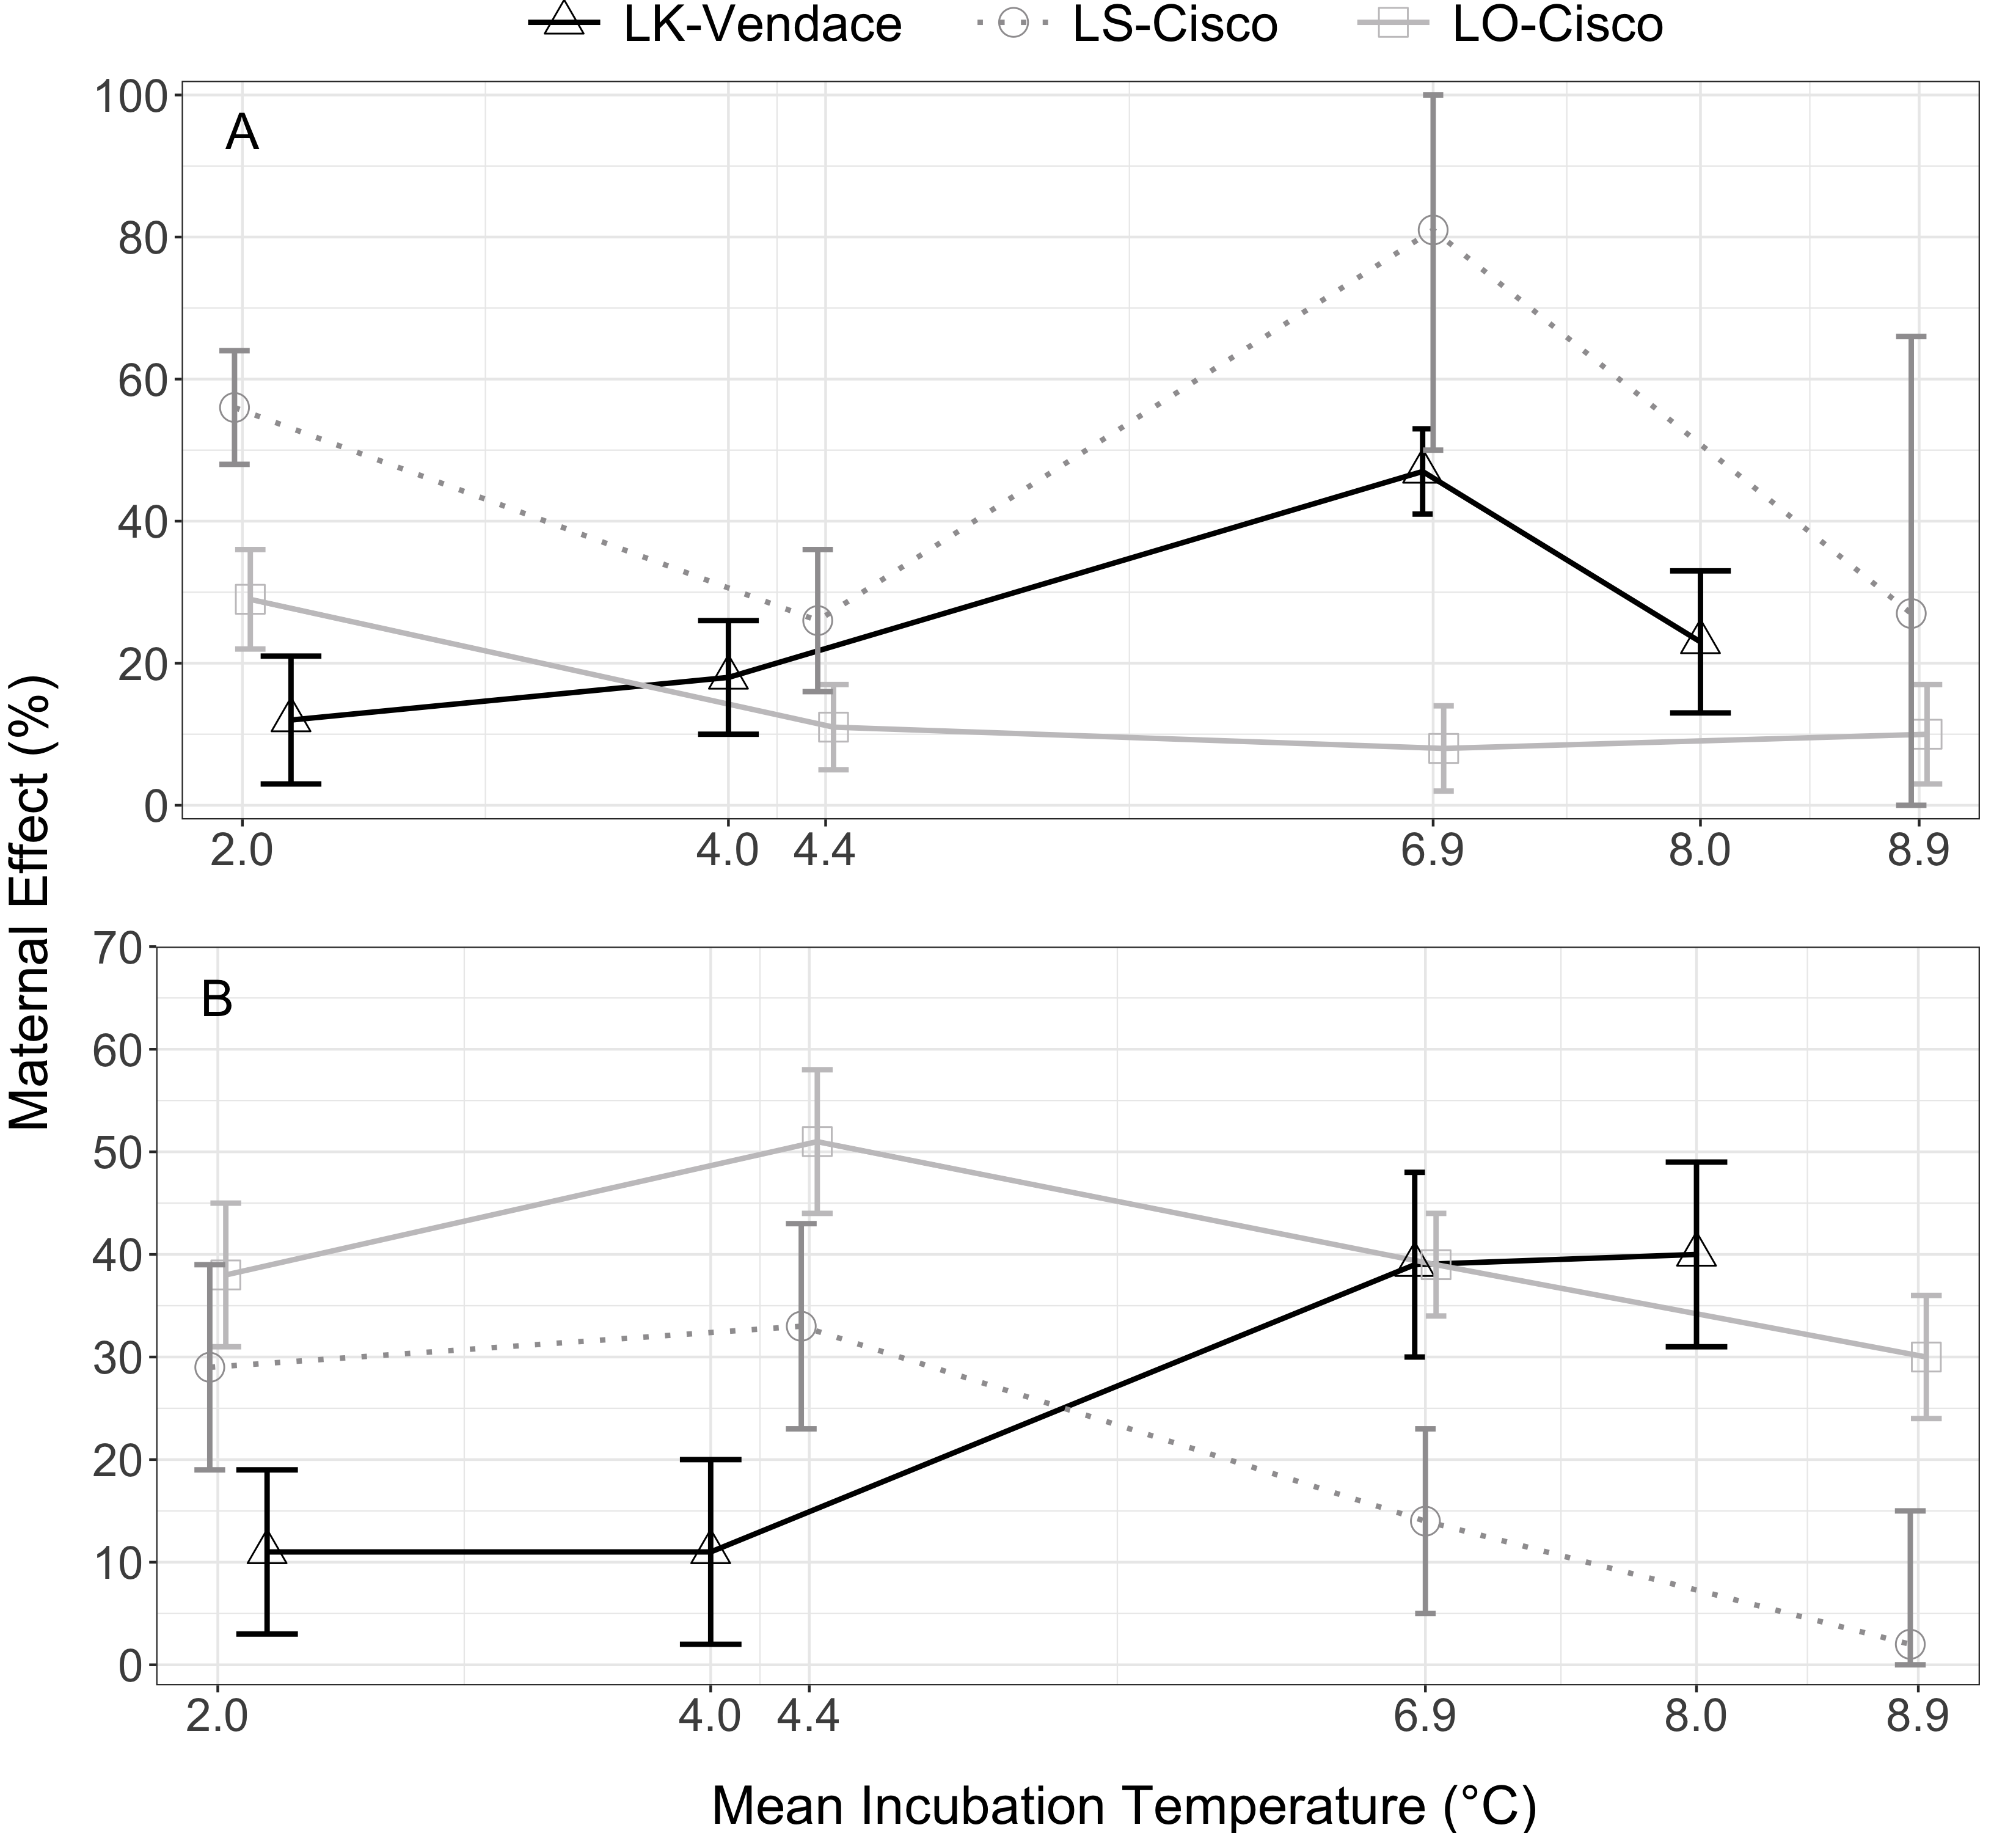 LK-Vendace LS-Cisco LO-Cisco
Maternal Effect (%)
A
100
80
60
40
20
0
2.0 4.0 4.4 6.9 8.0 8.9
B
70
60
50
40
30
20
10
0
2.0 4.0 4.4 6.9 8.0 8.9
Mean Incubation Temperature (°C)